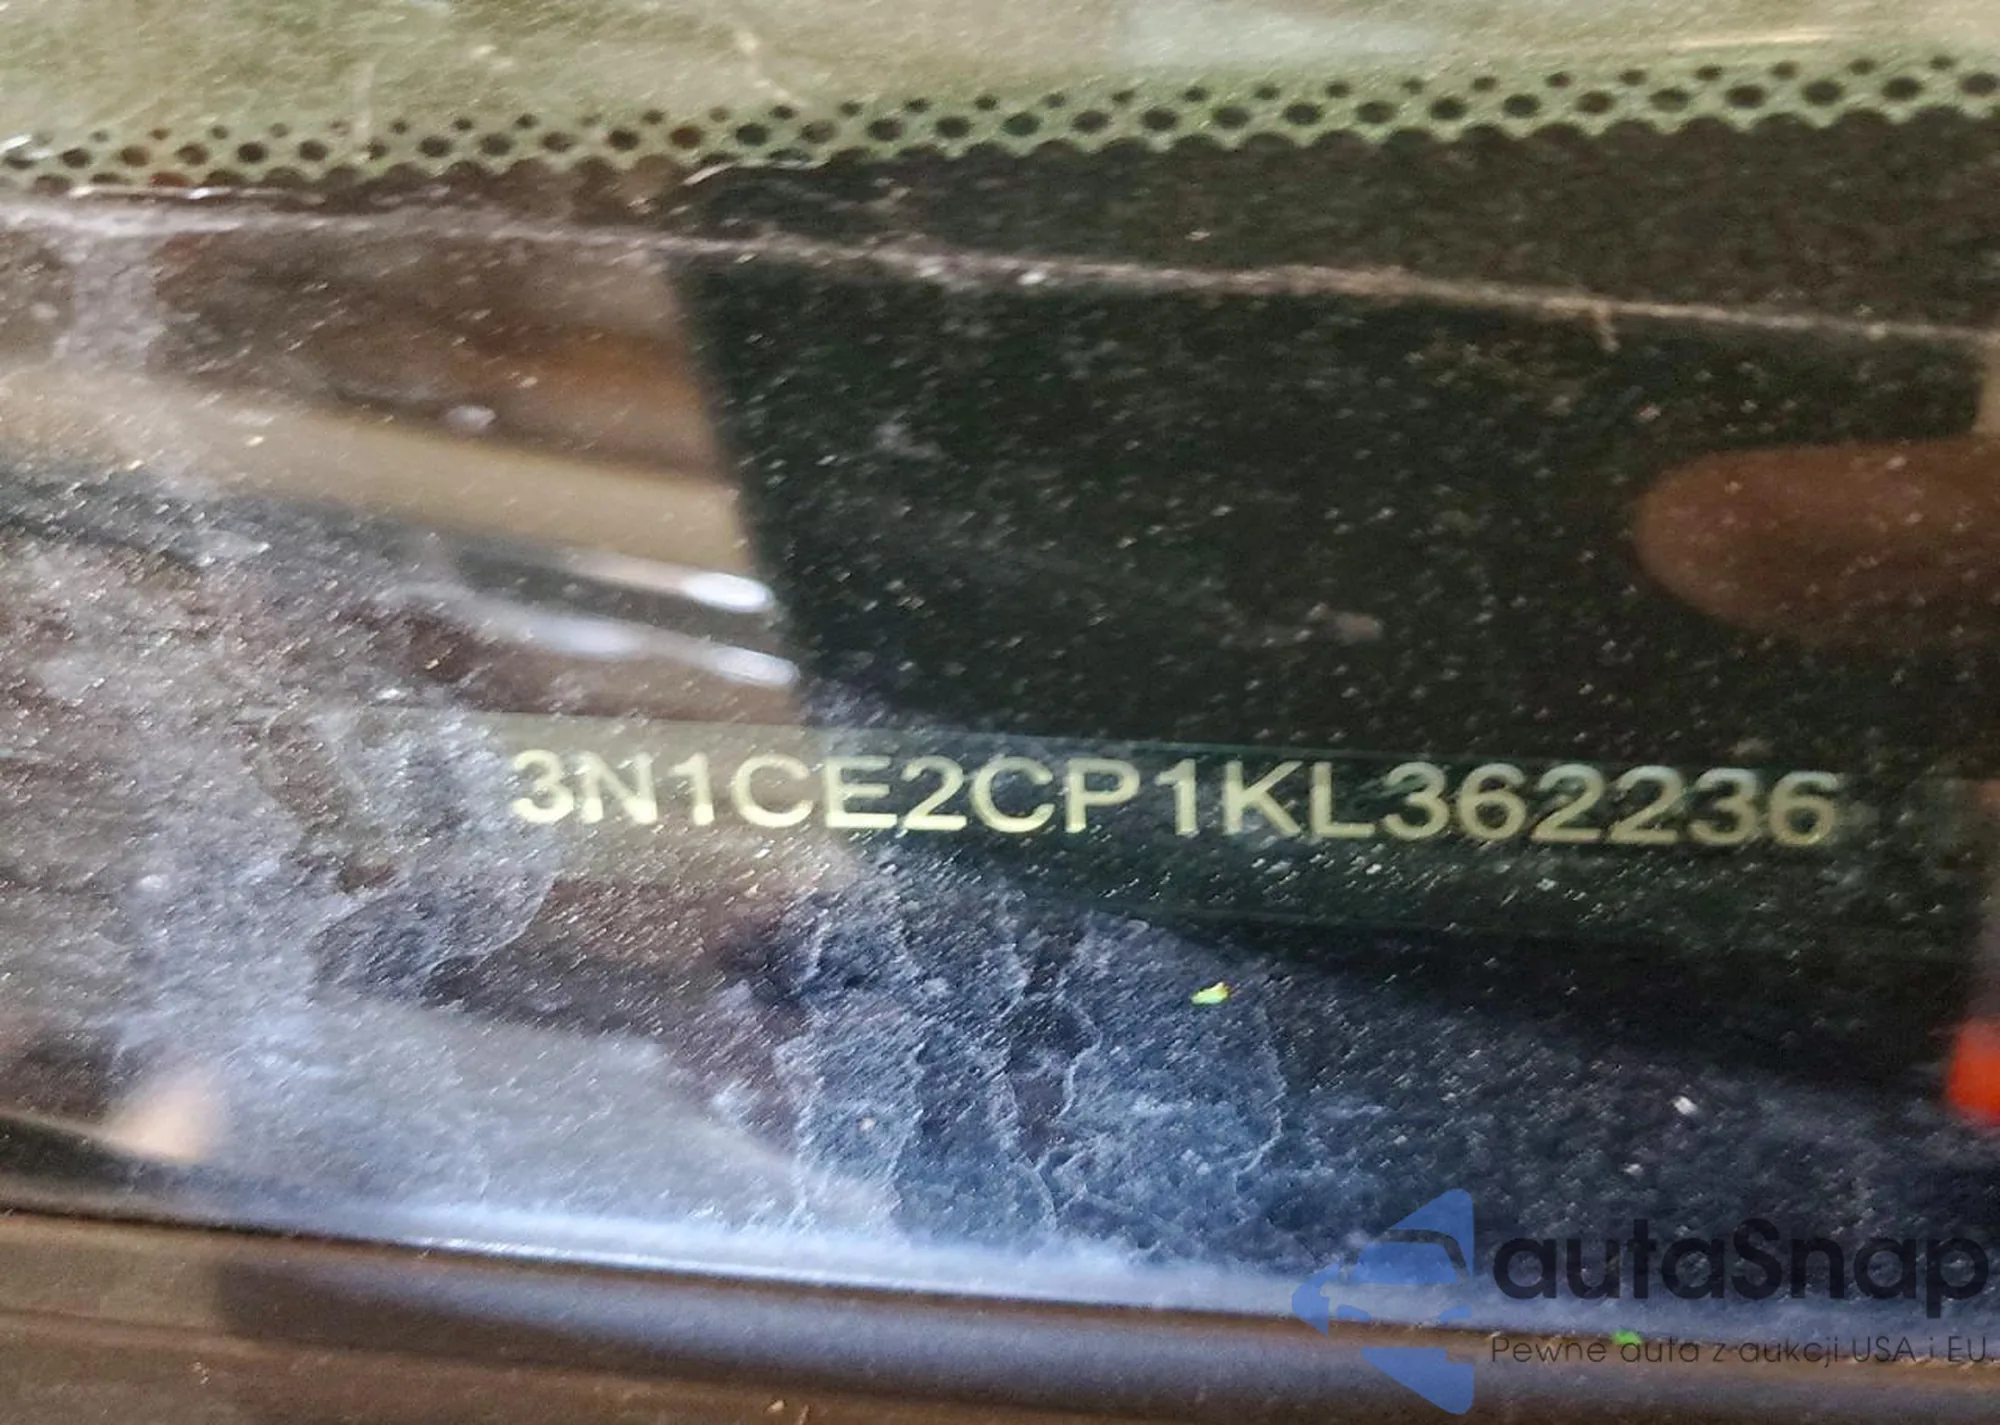 3N1CE2CP1KL362236
autaSnap
Pewne auta z aukcji USA i EU.